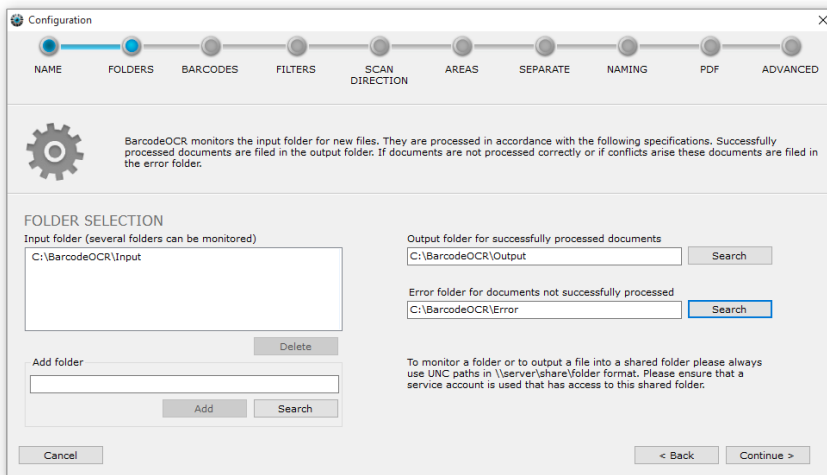 Configuration
NAME
FOLDERS
BARCODES
FILTERS
SCAN
DIRECTION
AREAS
SEPARATE
NAMING
PDF
ADVANCED
BarcodeOCR monitors the input folder for new files. They are processed in accordance with the following specifications. Successfully
processed documents are filed in the output folder. If documents are not processed correctly or if conflicts arise these documents are filed in
the error folder.
FOLDER SELECTION
Input folder (several folders can be monitored)
C:\BarcodeOCR\Input
Delete
Add folder
Add
Search
Output folder for successfully processed documents
C:\BarcodeOCR\Output
Search
Error folder for documents not successfully processed
C:\BarcodeOCR\Error
Search
To monitor a folder or to output a file into a shared folder please always
use UNC paths in \\server\share\folder format. Please ensure that a
service account is used that has access to this shared folder.
Cancel
< Back
Continue >